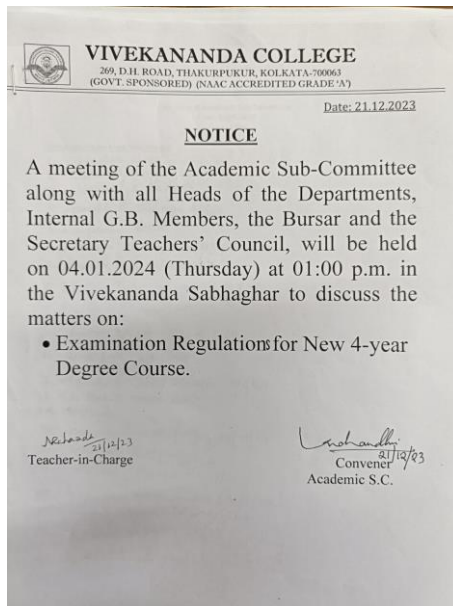 VIVEKANANDA COLLEGE
269, D.H. ROAD, THAKURPUKUR, KOLKATA-700063
(GOVT. SPONSORED) (NAAC ACCREDITED GRADE 'A')
Date: 21.12.2023
NOTICE
A meeting of the Academic Sub-Committee
along with all Heads of the Departments,
Internal G.B. Members, the Bursar and the
Secretary Teachers' Council, will be held
on 04.01.2024 (Thursday) at 01:00 p.m. in
the Vivekananda Sabhaghar to discuss the
matters on:
• Examination Regulations for New 4-year
Degree Course.
21/12/23
Teacher-in-Charge
21/12/23
Convener
Academic S.C.